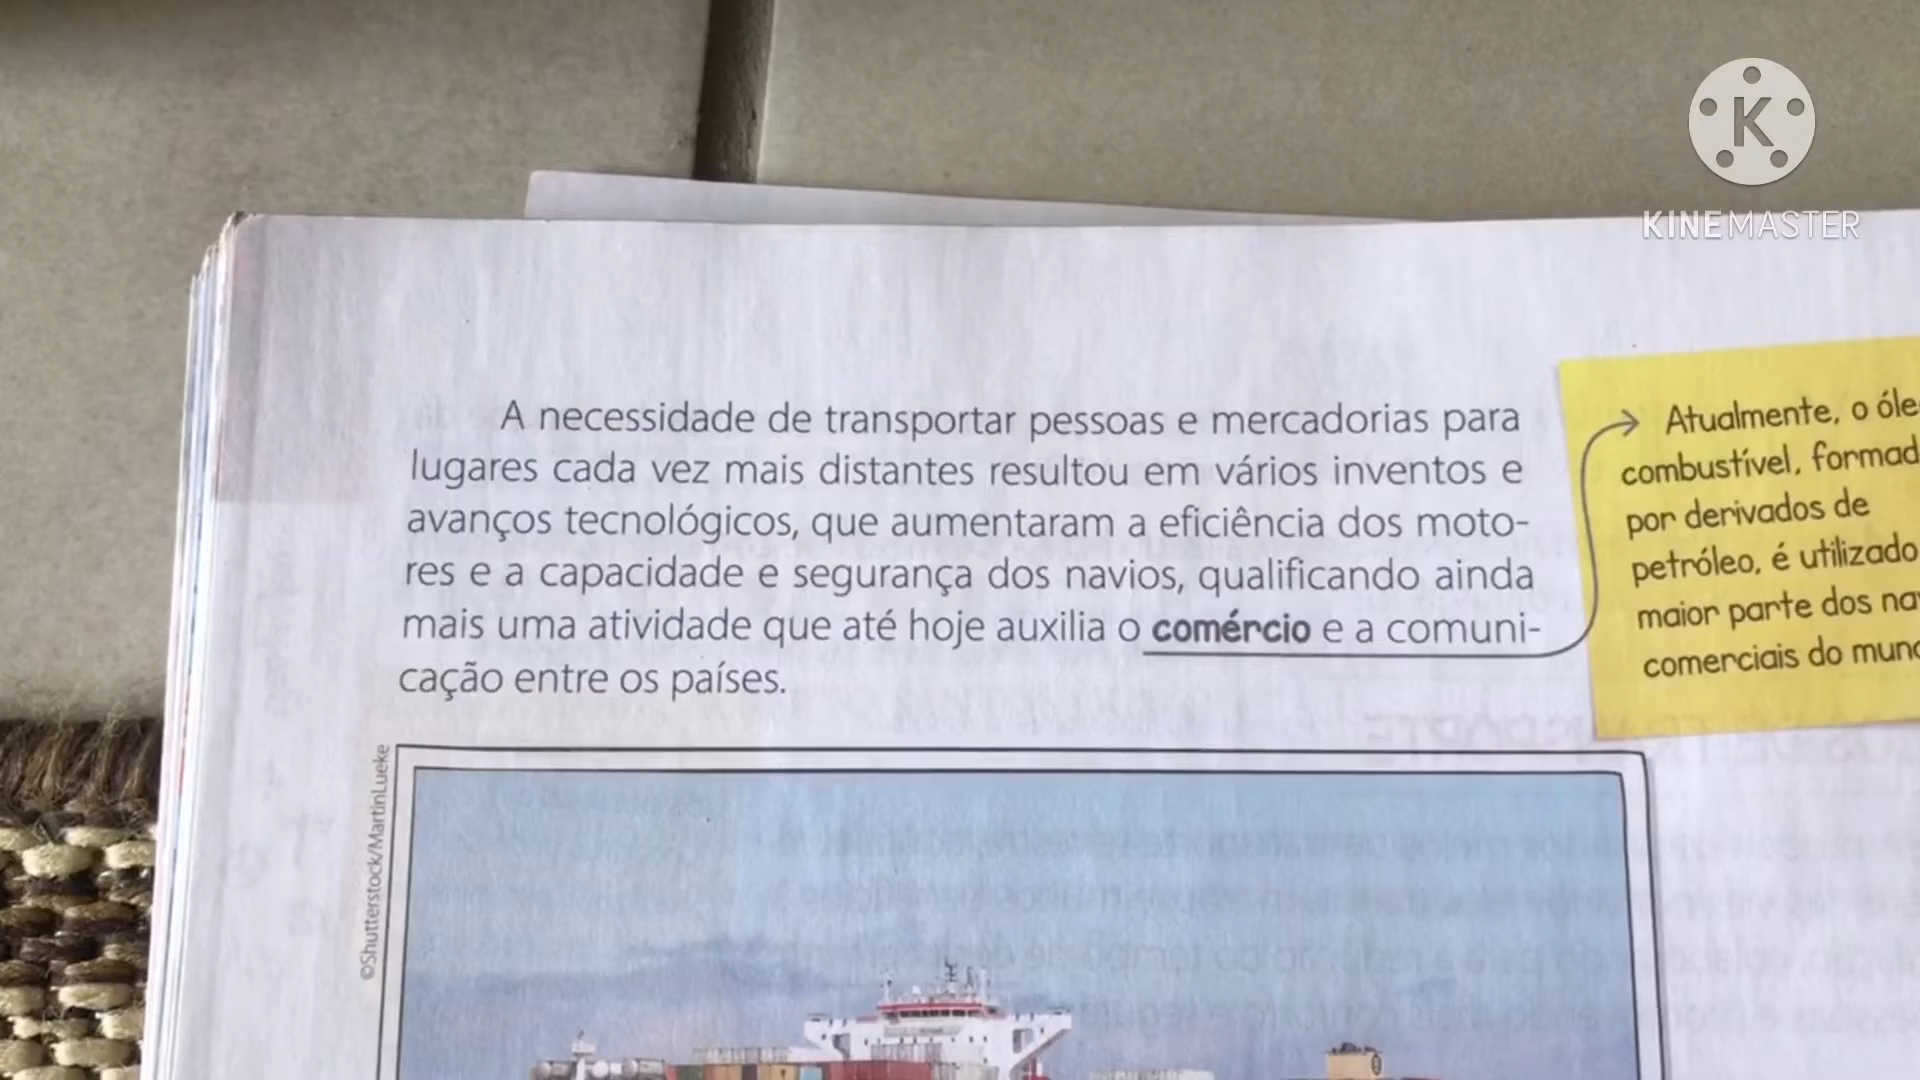 KINEMASTER
A necessidade de transportar pessoas e mercadorias para
lugares cada vez mais distantes resultou em vários inventos e
avanços tecnológicos, que aumentaram a eficiência dos moto-
res e a capacidade e segurança dos navios, qualificando ainda
mais uma atividade que até hoje auxilia o comércio e a comuni-
cação entre os países.
Atualmente, o óle
combustível, formad
por derivados de
petróleo, é utilizado
maior parte dos na
comerciais do mun
©Shutterstock/MartinLueke